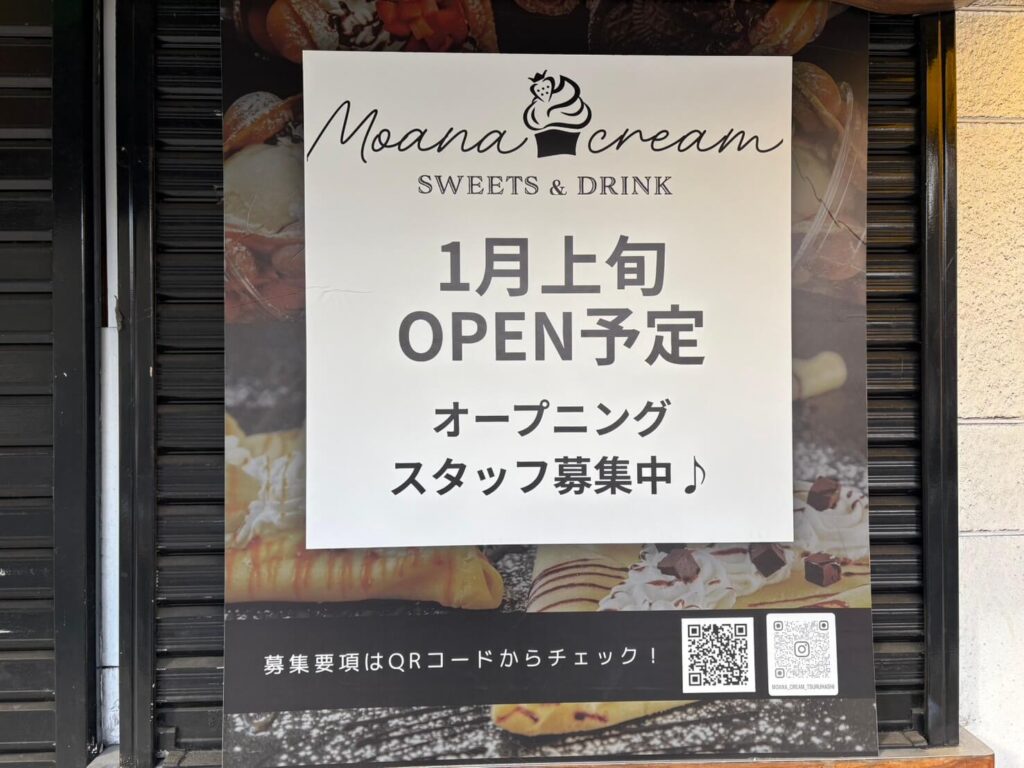 Moana cream
SWEETS & DRINK
1月上旬
OPEN予定
オープニング
スタッフ募集中♪
募集要項はQRコードからチェック！
MOANA_CREAM_TSURUHASHI